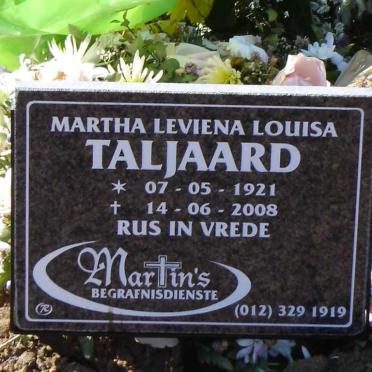 MARTHA LEVIENA LOUISA
TALJAARD
* 07 - 05 - 1921
† 14 - 06 - 2008
RUS IN VREDE
Martin's
BEGRAFNISDIENSTE
(012) 329 1919